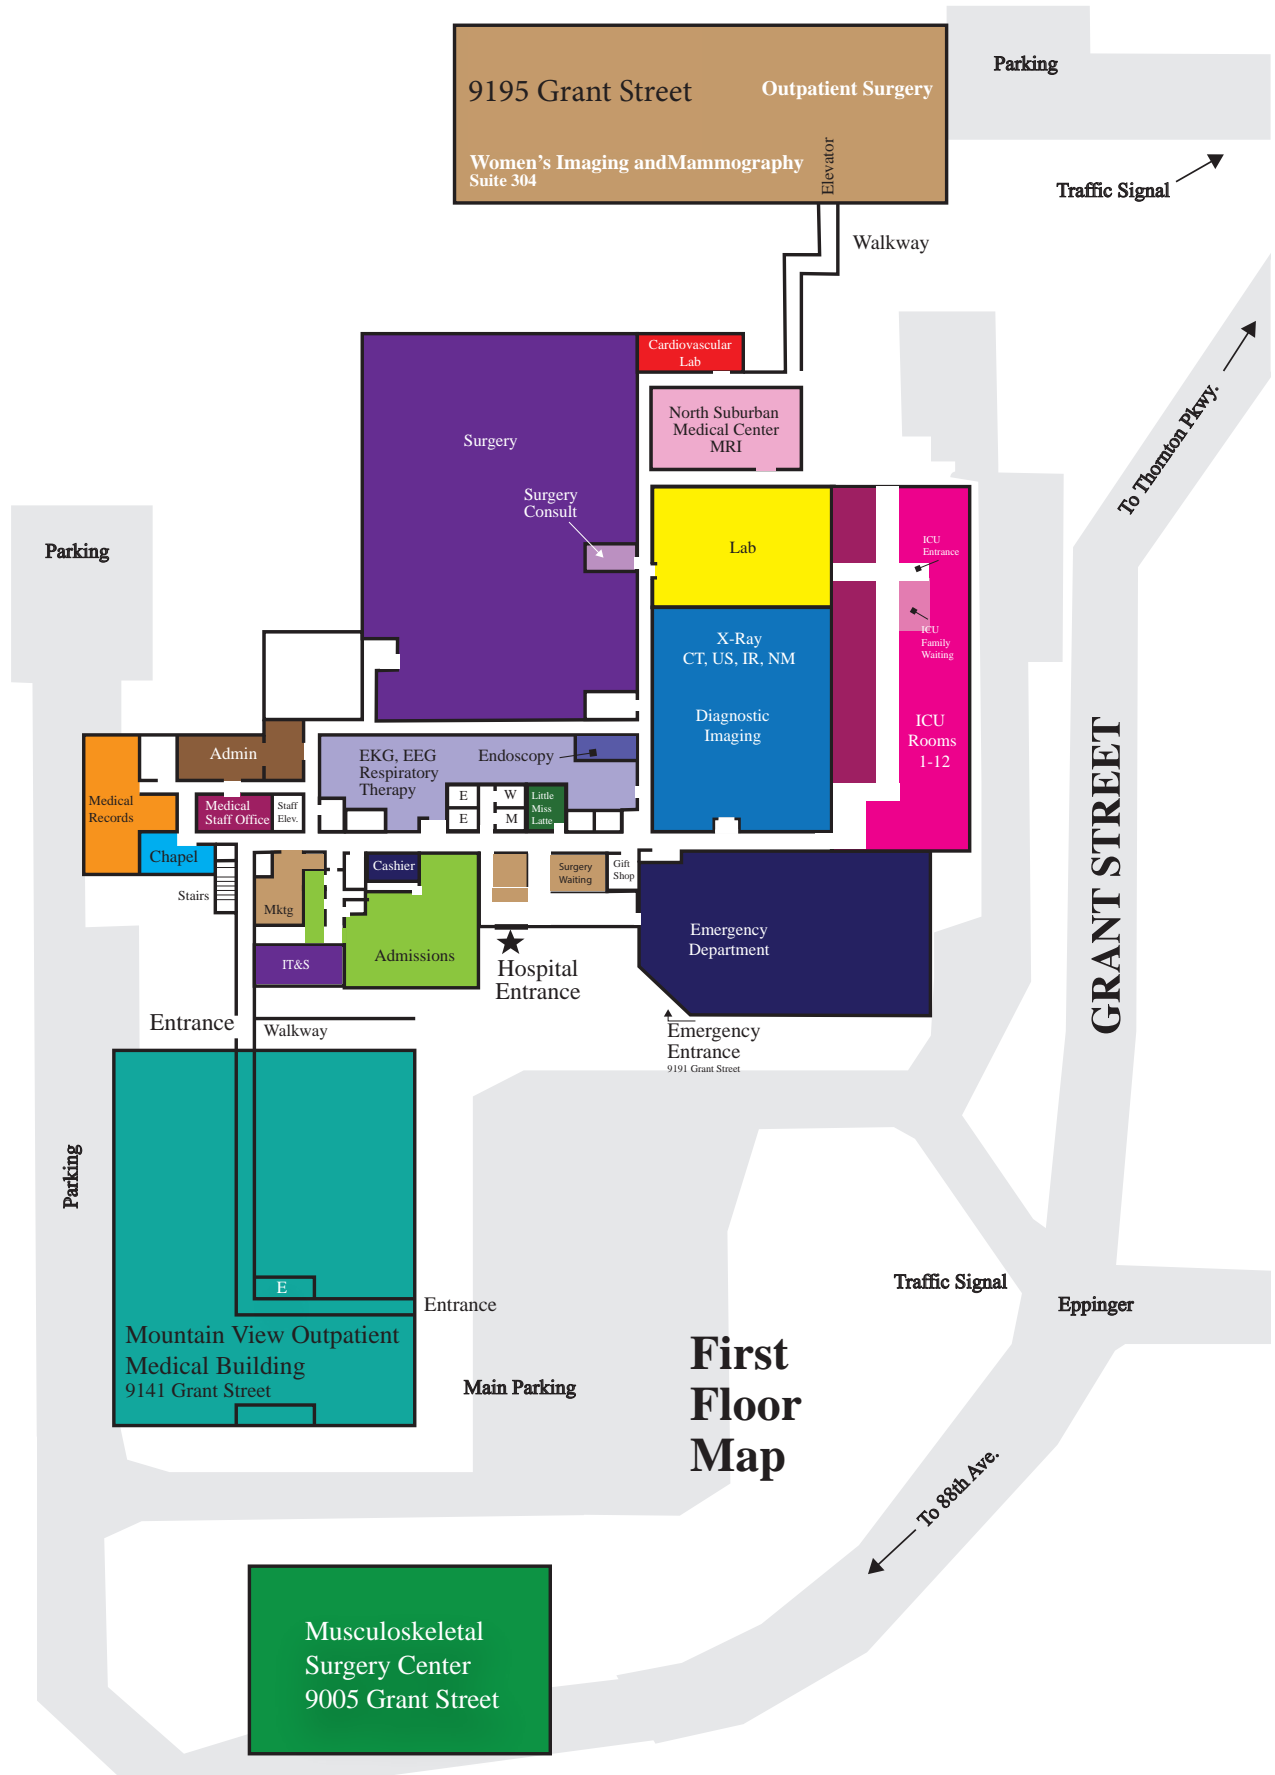 Parking
9195 Grant Street
Outpatient Surgery
Women's Imaging andMammography
Suite 304
Elevator
Traffic Signal
Walkway
Cardiovascular
Lab
North Suburban
Medical Center
MRI
To Thornton Pkwy.
Surgery
Surgery
Consult
Parking
Lab
ICU
Entrance
X-Ray
CT, US, IR, NM
ICU
Family
Waiting
Diagnostic
Imaging
ICU
Rooms
1-12
GRANT STREET
Admin
EKG, EEG
Respiratory
Therapy
Endoscopy
Medical
Records
Medical
Staff Office
Staff
Elev.
E
E
W
M
Little
Miss
Latte
Chapel
Cashier
Surgery
Waiting
Gift
Shop
Stairs
Mktg
Admissions
IT&S
Emergency
Department
Hospital
Entrance
Entrance
Walkway
Emergency
Entrance
9191 Grant Street
Parking
E
Entrance
Traffic Signal
Eppinger
Mountain View Outpatient
Medical Building
9141 Grant Street
Main Parking
First
Floor
Map
To 88th Ave.
Musculoskeletal
Surgery Center
9005 Grant Street